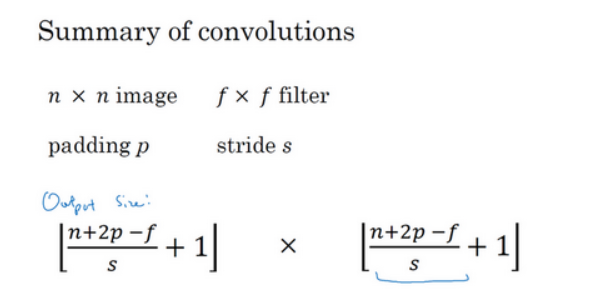 Summary of convolutions
n × n image f × f filter
padding p stride s
Output size:
⌊(n+2p −f)/s + 1⌋ × ⌊(n+2p −f)/s + 1⌋